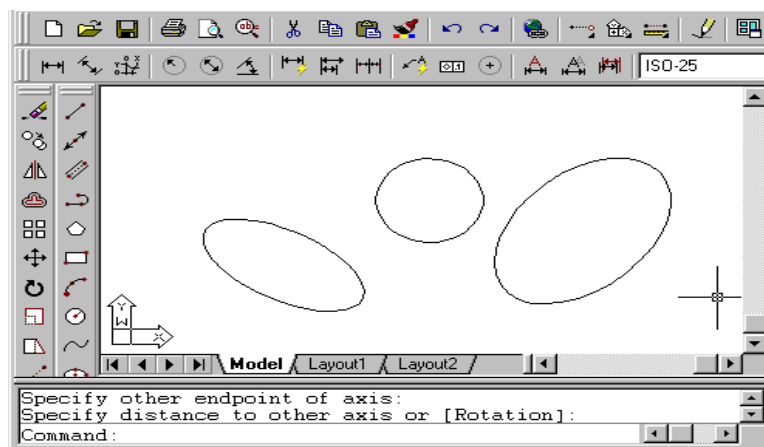 ISO-25
Y
W
X
Model Layout1 Layout2
Specify other endpoint of axis:
Specify distance to other axis or [Rotation]:
Command: